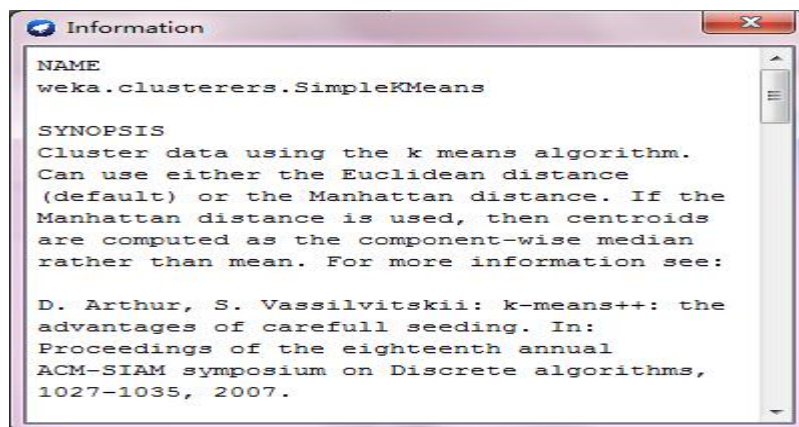 Information
NAME
weka.clusterers.SimpleKMeans
SYNOPSIS
Cluster data using the k means algorithm.
Can use either the Euclidean distance
(default) or the Manhattan distance. If the
Manhattan distance is used, then centroids
are computed as the component-wise median
rather than mean. For more information see:
D. Arthur, S. Vassilvitskii: k-means++: the
advantages of carefull seeding. In:
Proceedings of the eighteenth annual
ACM-SIAM symposium on Discrete algorithms,
1027-1035, 2007.